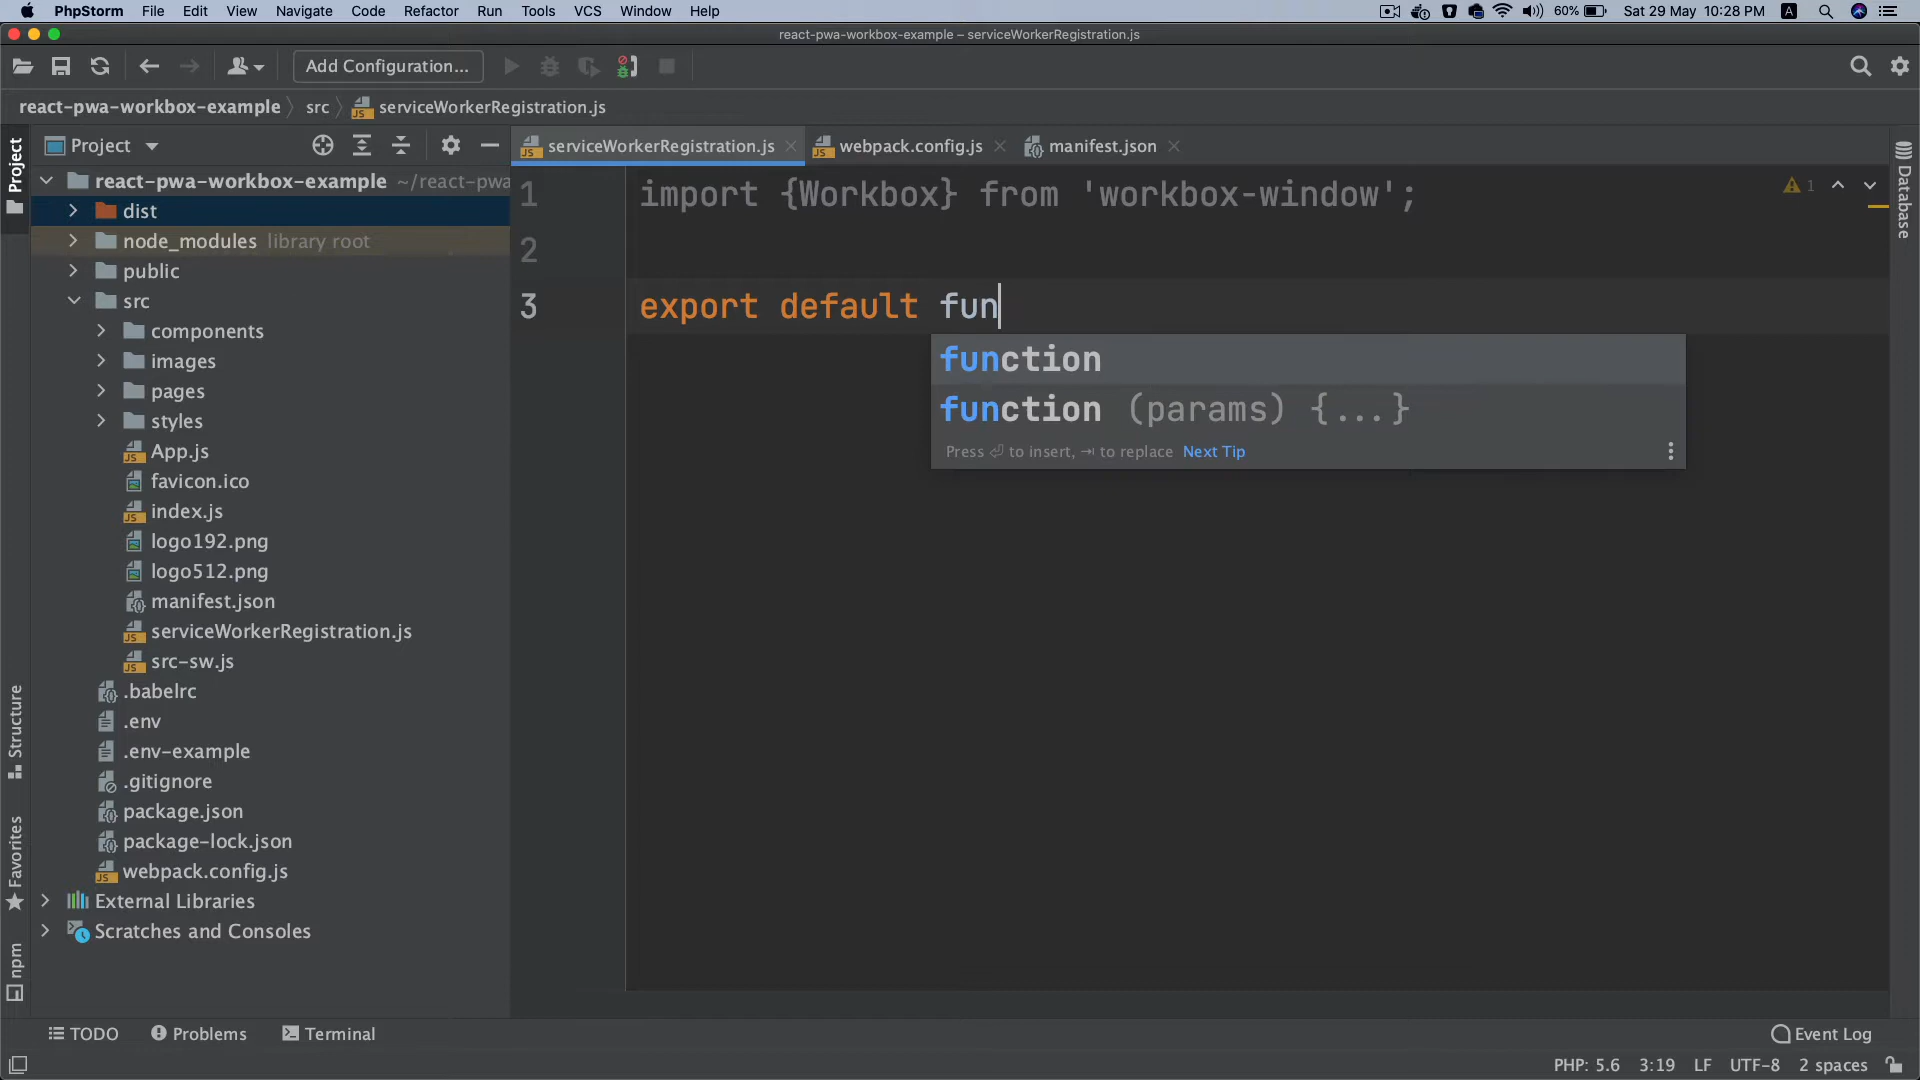 PhpStorm File Edit View Navigate Code Refactor Run Tools VCS Window Help 60% Sat 29 May 10:28 PM A
react-pwa-workbox-example – serviceWorkerRegistration.js
Add Configuration...
react-pwa-workbox-example src serviceWorkerRegistration.js
Project
serviceWorkerRegistration.js webpack.config.js manifest.json
Project
Structure
Favorites
npm
react-pwa-workbox-example ~/react-pwa
dist
node_modules library root
public
src
components
images
pages
styles
App.js
favicon.ico
index.js
logo192.png
logo512.png
manifest.json
serviceWorkerRegistration.js
src-sw.js
.babelrc
.env
.env-example
.gitignore
package.json
package-lock.json
webpack.config.js
External Libraries
Scratches and Consoles
1 import {Workbox} from 'workbox-window';
2
3 export default fun
function
function (params) {...}
Press ⏎ to insert, ⇥ to replace Next Tip
1
Database
TODO Problems Terminal Event Log
PHP: 5.6 3:19 LF UTF-8 2 spaces